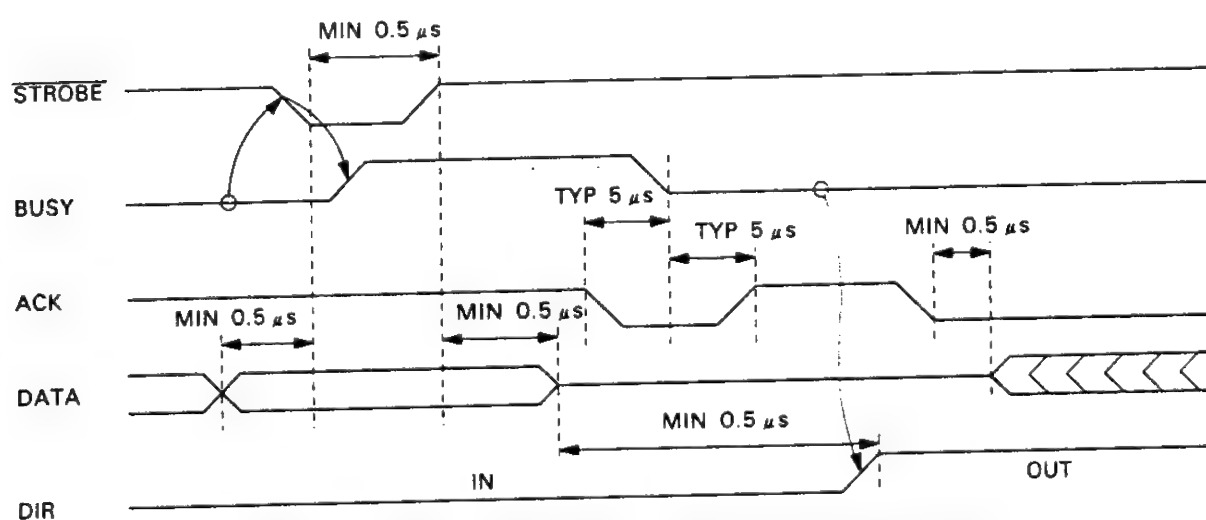 MIN 0.5 μs
STROBE
BUSY
TYP 5 μs
TYP 5 μs
MIN 0.5 μs
ACK
MIN 0.5 μs
MIN 0.5 μs
DATA
MIN 0.5 μs
IN
OUT
DIR